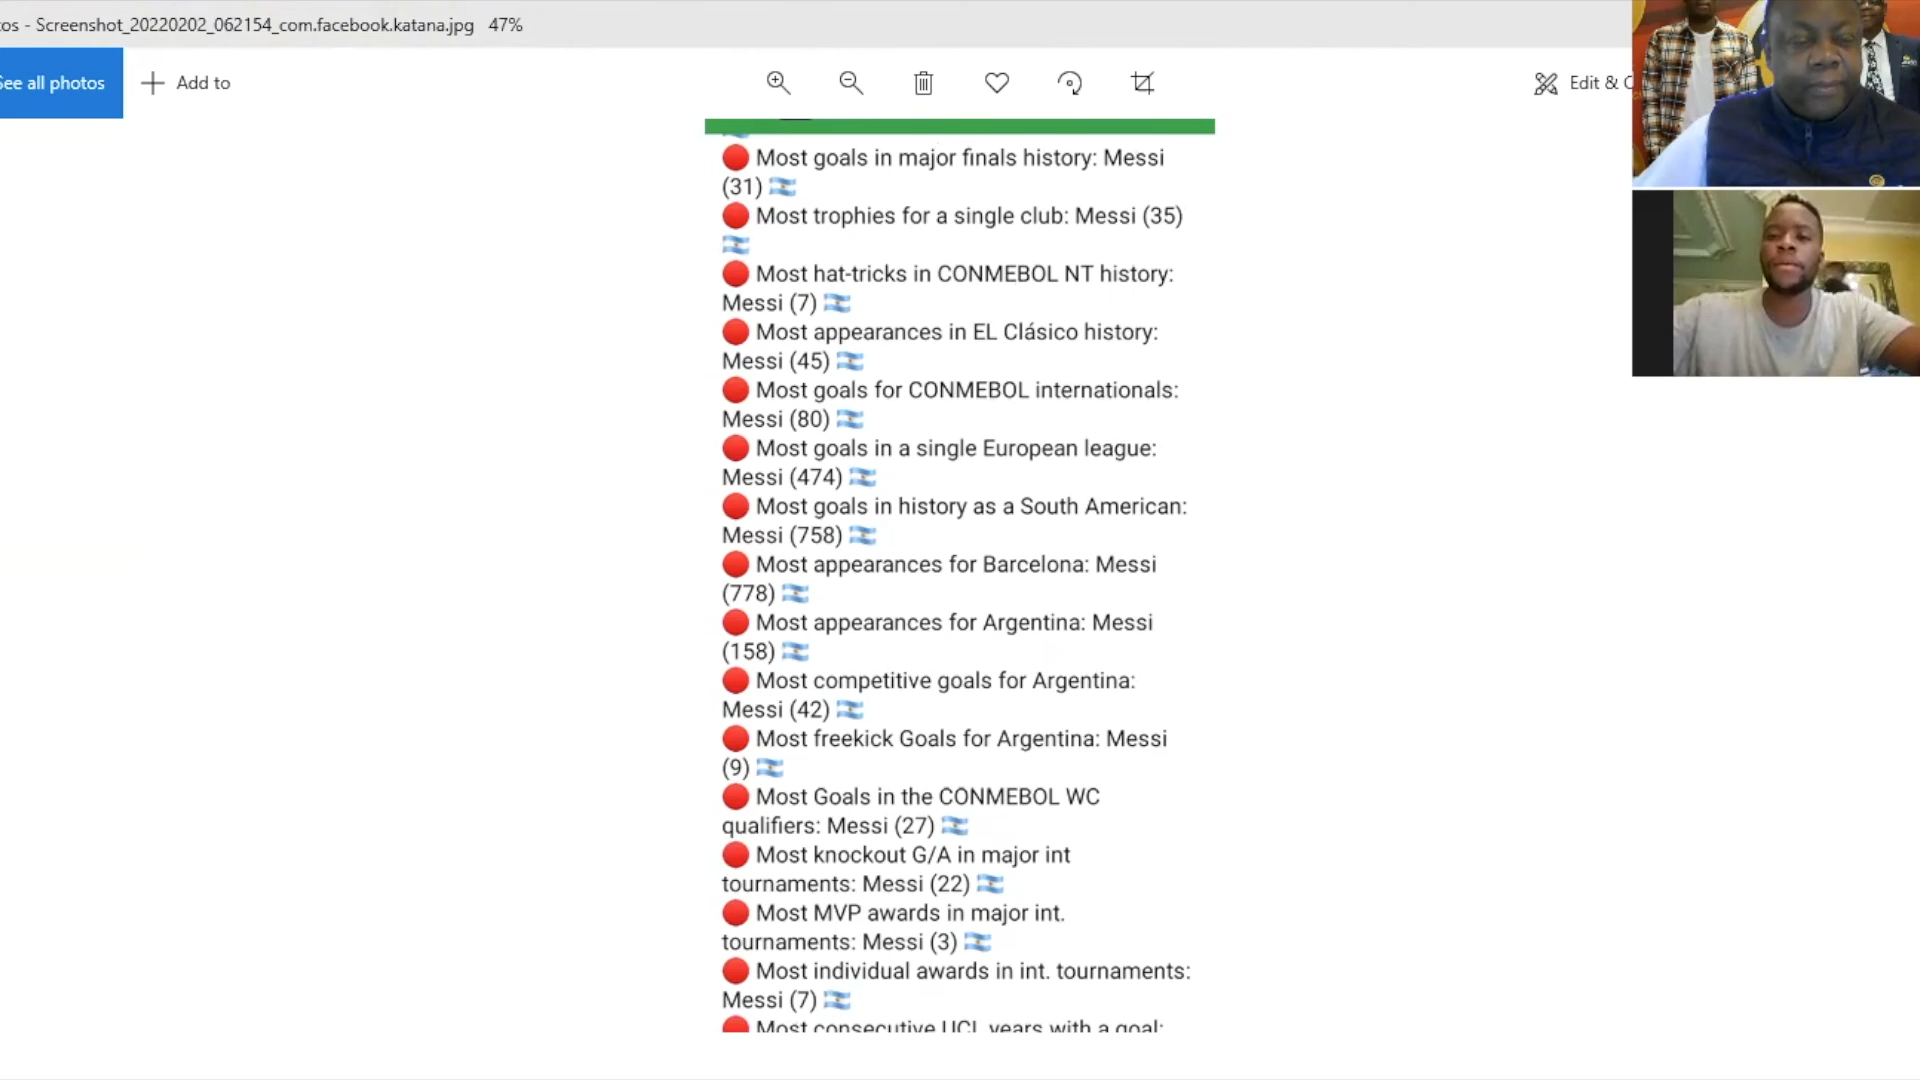 os - Screenshot_20220202_062154_com.facebook.katana.jpg 47%
See all photos
Add to
Edit & C
🔴 Most goals in major finals history: Messi
(31) 🇦🇷
🔴 Most trophies for a single club: Messi (35)
🇦🇷
🔴 Most hat-tricks in CONMEBOL NT history:
Messi (7) 🇦🇷
🔴 Most appearances in EL Clásico history:
Messi (45) 🇦🇷
🔴 Most goals for CONMEBOL internationals:
Messi (80) 🇦🇷
🔴 Most goals in a single European league:
Messi (474) 🇦🇷
🔴 Most goals in history as a South American:
Messi (758) 🇦🇷
🔴 Most appearances for Barcelona: Messi
(778) 🇦🇷
🔴 Most appearances for Argentina: Messi
(158) 🇦🇷
🔴 Most competitive goals for Argentina:
Messi (42) 🇦🇷
🔴 Most freekick Goals for Argentina: Messi
(9) 🇦🇷
🔴 Most Goals in the CONMEBOL WC
qualifiers: Messi (27) 🇦🇷
🔴 Most knockout G/A in major int
tournaments: Messi (22) 🇦🇷
🔴 Most MVP awards in major int.
tournaments: Messi (3) 🇦🇷
🔴 Most individual awards in int. tournaments:
Messi (7) 🇦🇷
🔴 Most consecutive UCL years with a goal: